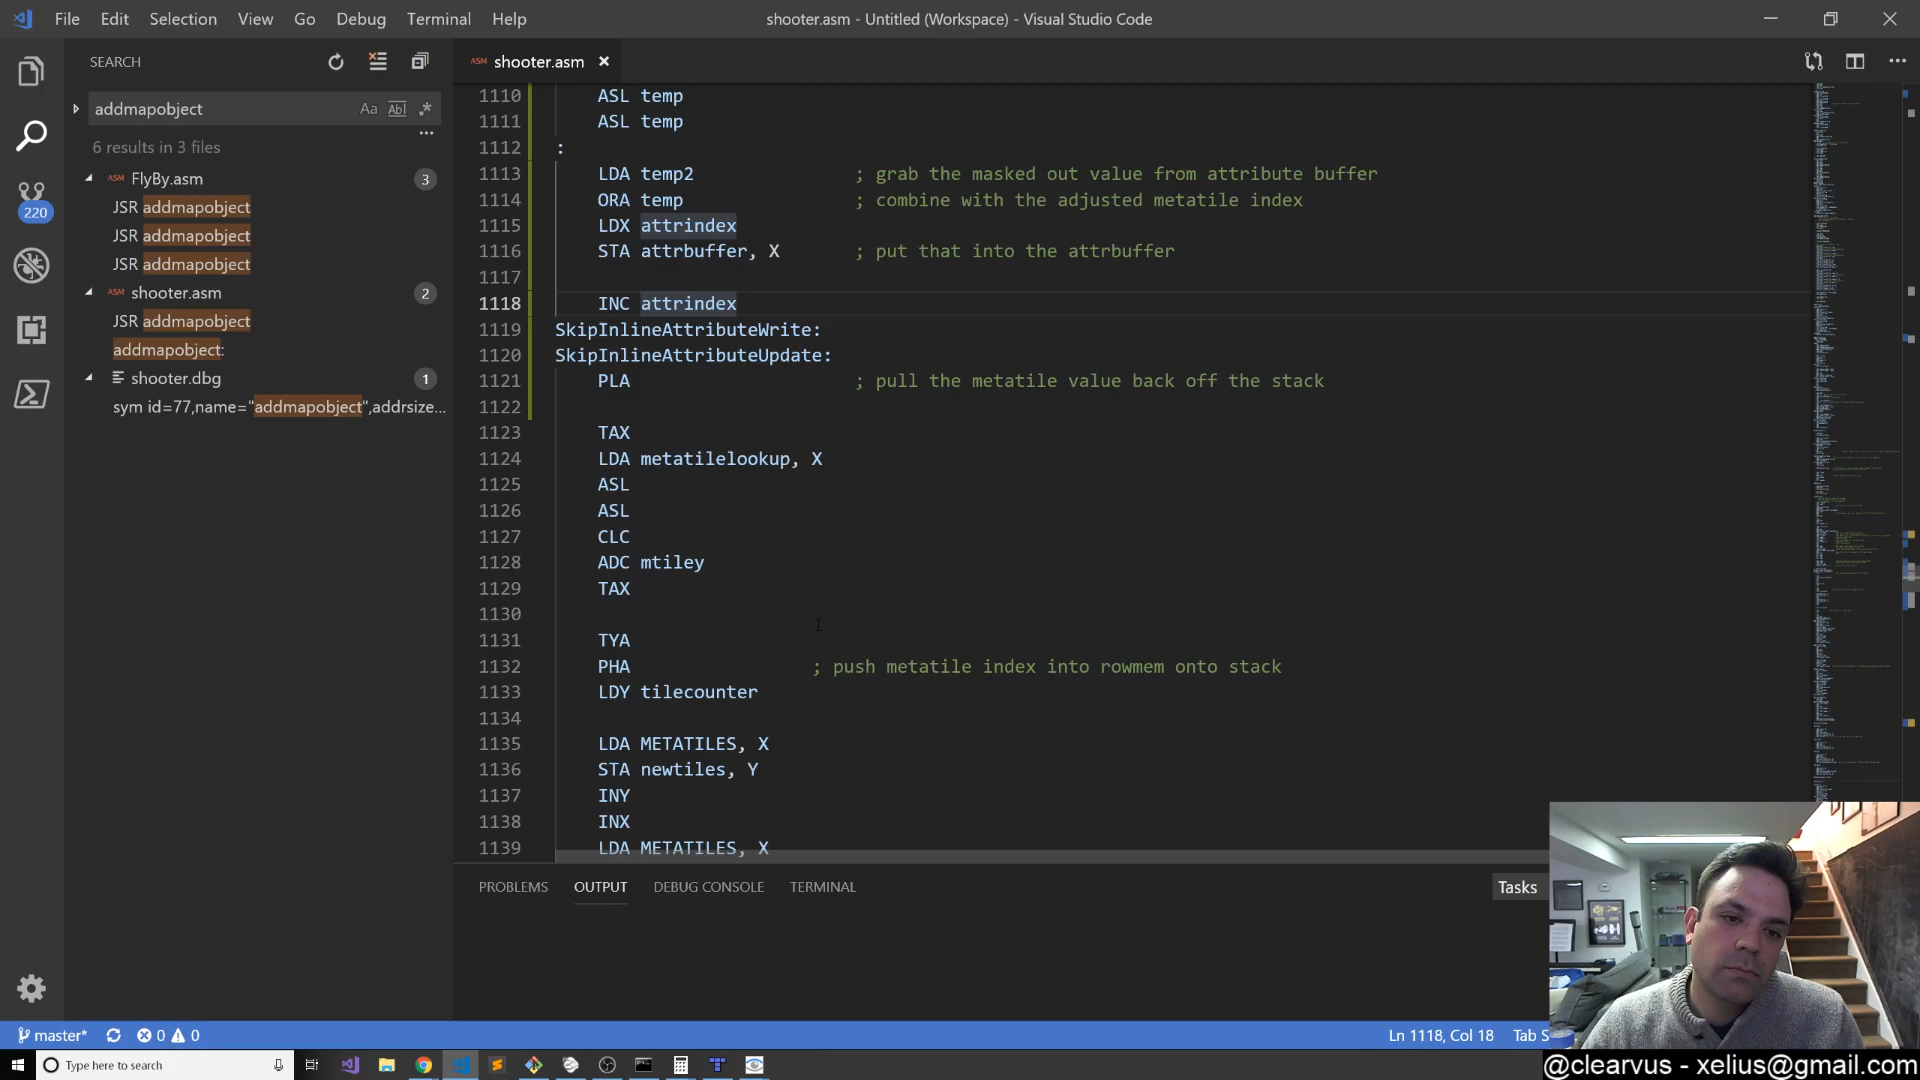 File Edit Selection View Go Debug Terminal Help
shooter.asm - Untitled (Workspace) - Visual Studio Code
SEARCH
ASM shooter.asm
addmapobject
Aa Abl .*
6 results in 3 files
ASM FlyBy.asm 3
JSR addmapobject
JSR addmapobject
JSR addmapobject
ASM shooter.asm 2
JSR addmapobject
addmapobject:
shooter.dbg 1
sym id=77,name="addmapobject",addrsize...
220
1110 ASL temp
1111 ASL temp
1112 :
1113 LDA temp2 ; grab the masked out value from attribute buffer
1114 ORA temp ; combine with the adjusted metatile index
1115 LDX attrindex
1116 STA attrbuffer, X ; put that into the attrbuffer
1117
1118 INC attrindex
1119 SkipInlineAttributeWrite:
1120 SkipInlineAttributeUpdate:
1121 PLA ; pull the metatile value back off the stack
1122
1123 TAX
1124 LDA metatilelookup, X
1125 ASL
1126 ASL
1127 CLC
1128 ADC mtiley
1129 TAX
1130
1131 TYA
1132 PHA ; push metatile index into rowmem onto stack
1133 LDY tilecounter
1134
1135 LDA METATILES, X
1136 STA newtiles, Y
1137 INY
1138 INX
1139 LDA METATILES, X
PROBLEMS OUTPUT DEBUG CONSOLE TERMINAL
Tasks
master* 0 0
Ln 1118, Col 18 Tab S
Type here to search
@clearvus - xelius@gmail.com